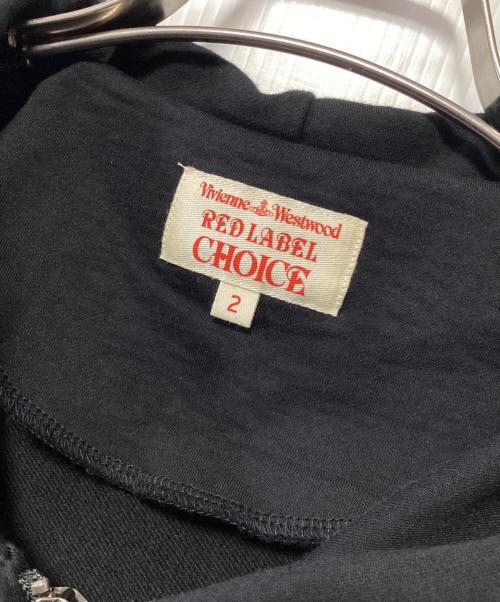 Vivienne Westwood
RED LABEL
CHOICE
2